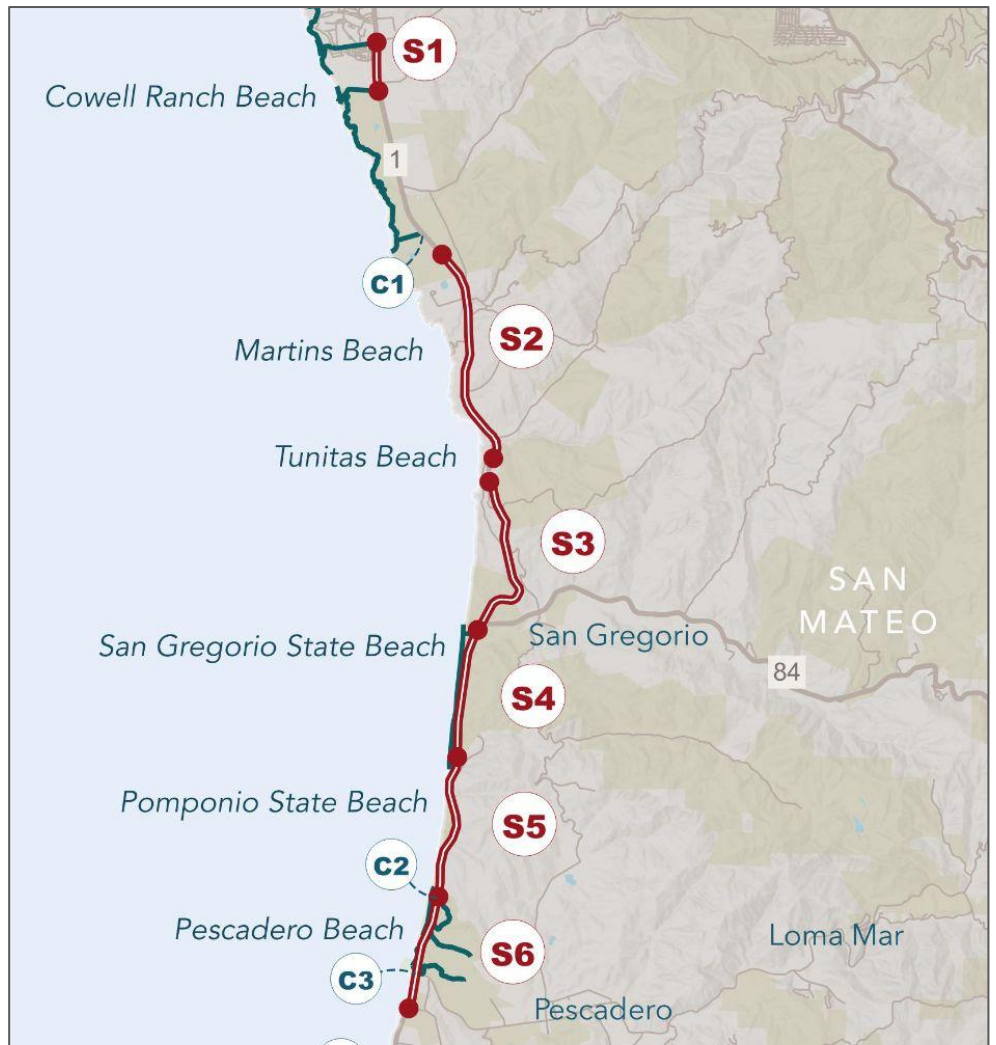 S1
Cowell Ranch Beach
1
C1
S2
Martins Beach
Tunitas Beach
S3
SAN
MATEO
San Gregorio State Beach
San Gregorio
84
S4
Pomponio State Beach
S5
C2
Pescadero Beach
Loma Mar
S6
C3
Pescadero